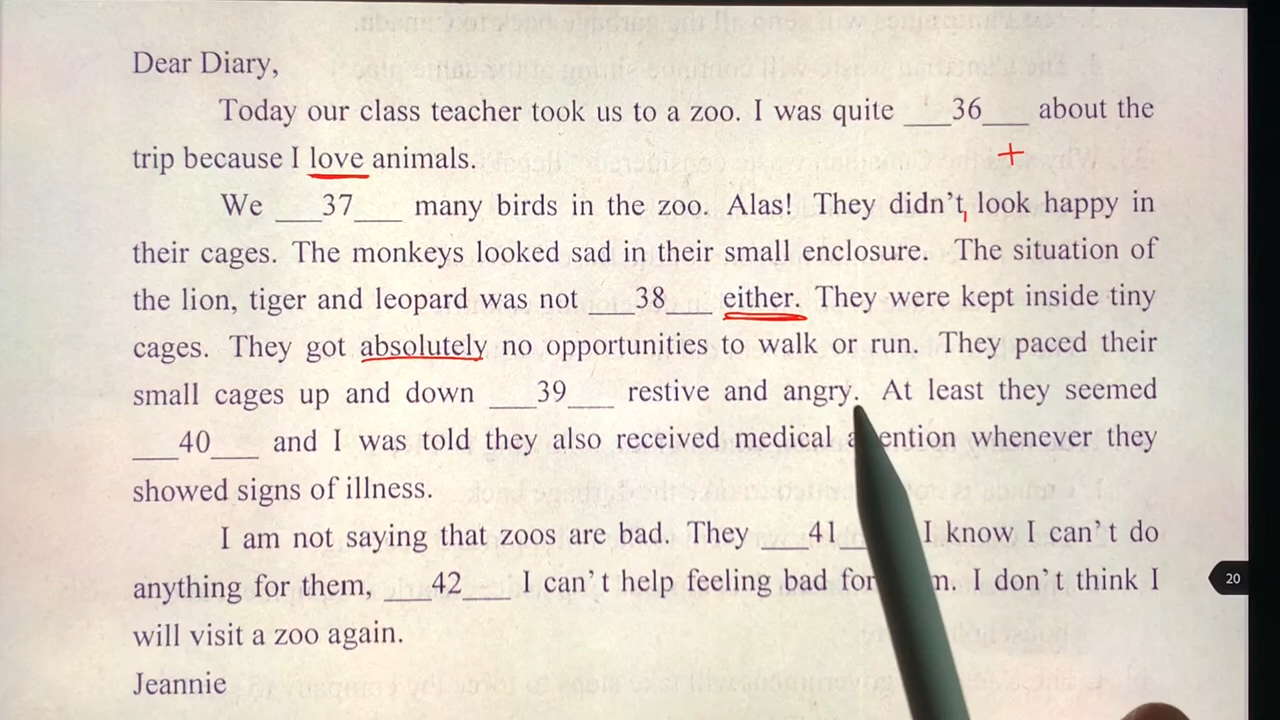 Dear Diary,
Today our class teacher took us to a zoo. I was quite ___36___ about the
trip because I love animals.
+
We ___37___ many birds in the zoo. Alas! They didn't look happy in
their cages. The monkeys looked sad in their small enclosure. The situation of
the lion, tiger and leopard was not ___38___ either. They were kept inside tiny
cages. They got absolutely no opportunities to walk or run. They paced their
small cages up and down ___39___ restive and angry. At least they seemed
___40___ and I was told they also received medical whenever they
showed signs of illness.
I am not saying that zoos are bad. They ___41__ I know I can't do
anything for them, ___42___ I can't help feeling bad for I don't think I
will visit a zoo again.
Jeannie
20